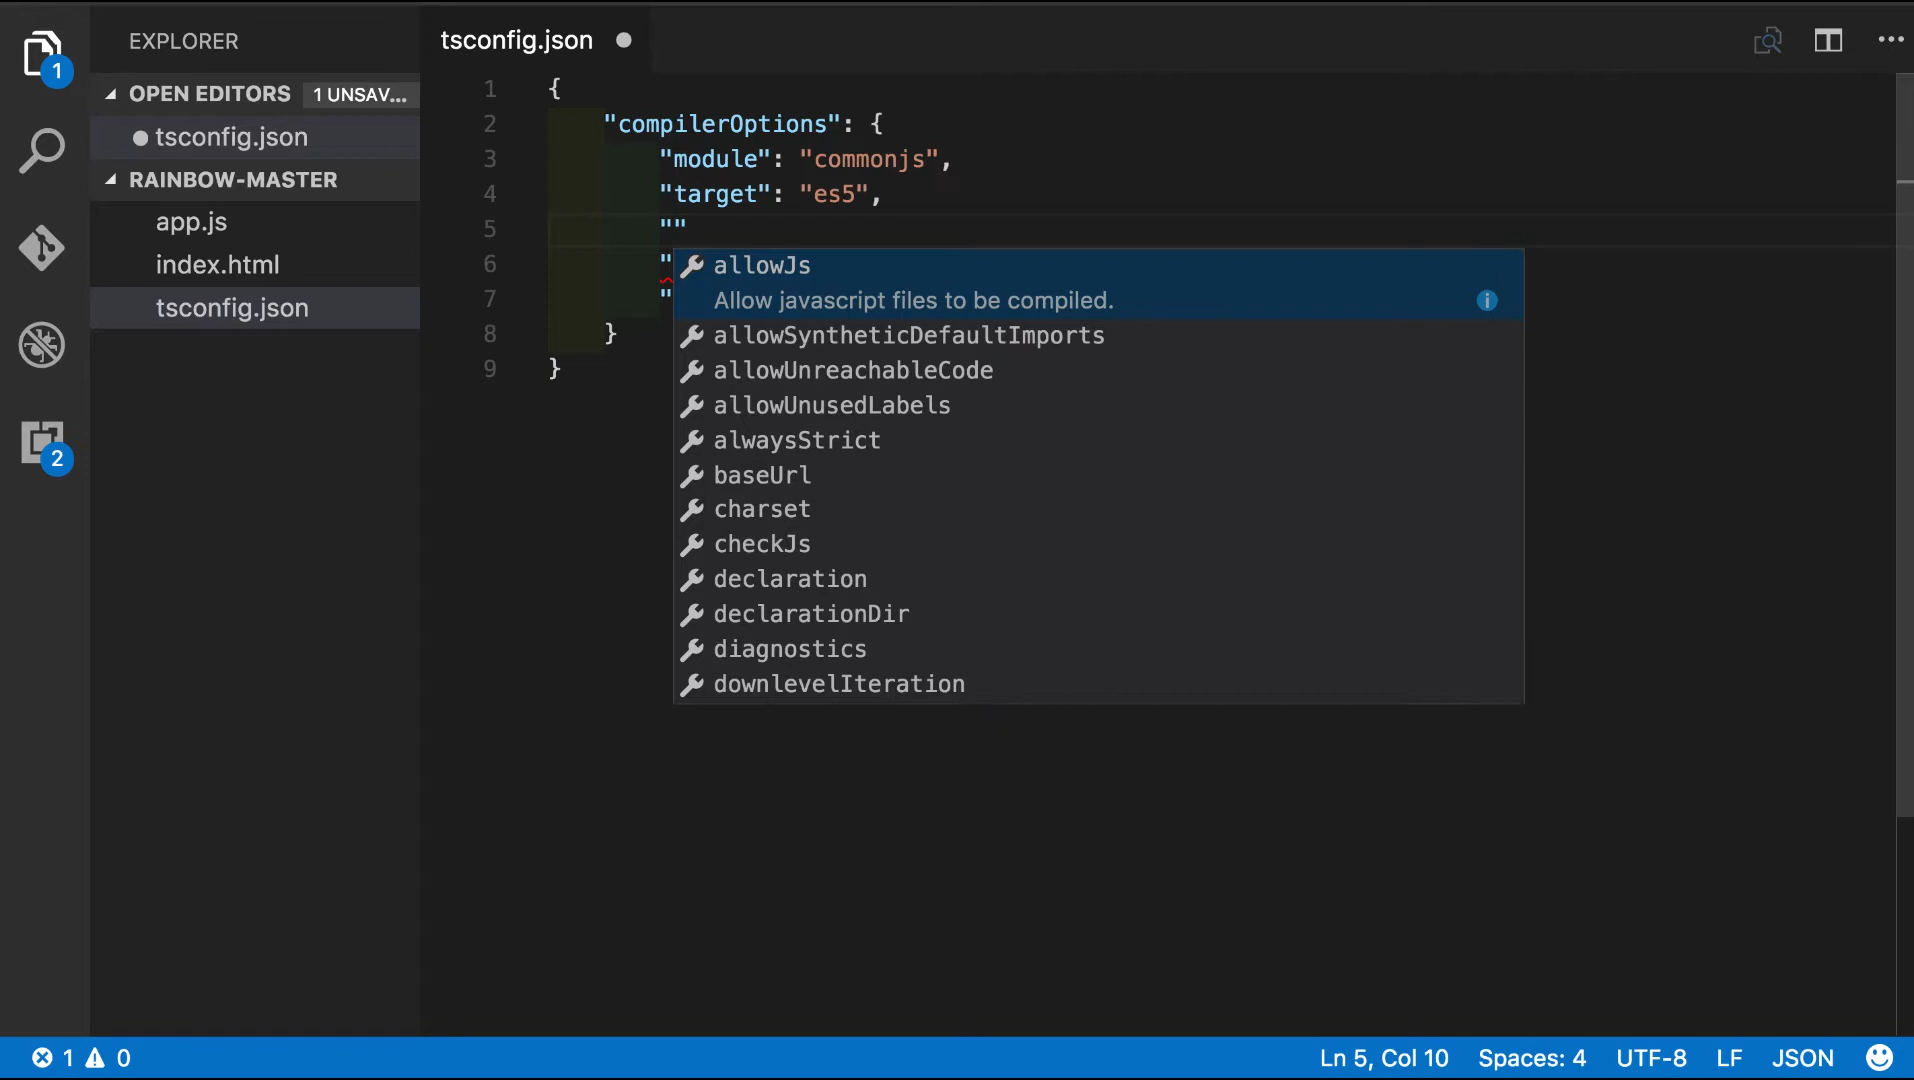 EXPLORER
OPEN EDITORS 1 UNSAV...
tsconfig.json
RAINBOW-MASTER
app.js
index.html
tsconfig.json
1
2
tsconfig.json
1 {
2 "compilerOptions": {
3 "module": "commonjs",
4 "target": "es5",
5 ""
6 "
7 "
8 }
9 }
allowJs
Allow javascript files to be compiled.
allowSyntheticDefaultImports
allowUnreachableCode
allowUnusedLabels
alwaysStrict
baseUrl
charset
checkJs
declaration
declarationDir
diagnostics
downlevelIteration
1 0 Ln 5, Col 10 Spaces: 4 UTF-8 LF JSON